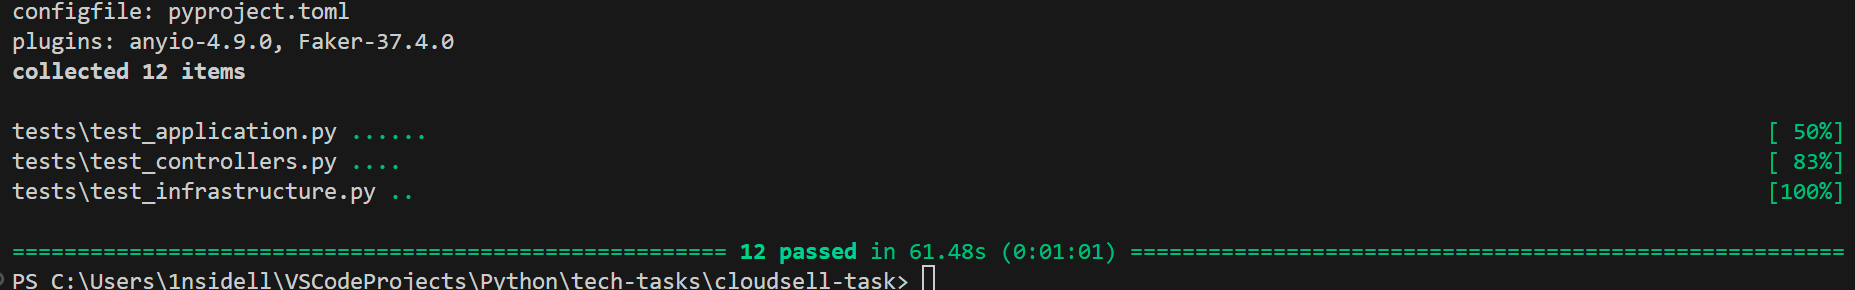 configfile: pyproject.toml
plugins: anyio-4.9.0, Faker-37.4.0
collected 12 items
tests\test_application.py ...... [ 50%]
tests\test_controllers.py .... [ 83%]
tests\test_infrastructure.py .. [100%]
======================================================= 12 passed in 61.48s (0:01:01) =======================================================
PS C:\Users\1nsidell\VSCodeProjects\Python\tech-tasks\cloudsell-task>